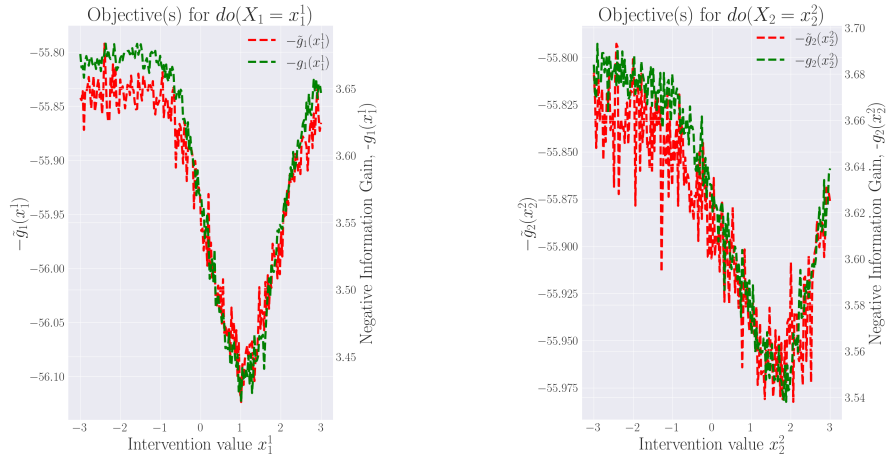 Objective(s) for do(X₁ = x₁¹)
−g̃₁(x₁¹)
−g₁(x₁¹)
−55.80
−55.85
−55.90
−55.95
−56.00
−56.05
−56.10
−g̃₁(x₁¹)
3.65
3.60
3.55
3.50
3.45
Negative Information Gain, -g₁(x₁¹)
−3 −2 −1 0 1 2 3
Intervention value x₁¹
Objective(s) for do(X₂ = x₂²)
−g̃₂(x₂²)
−g₂(x₂²)
−55.800
−55.825
−55.850
−55.875
−55.900
−55.925
−55.950
−55.975
−g̃₂(x₂²)
3.70
3.68
3.66
3.64
3.62
3.60
3.58
3.56
3.54
Negative Information Gain, -g₂(x₂²)
−3 −2 −1 0 1 2 3
Intervention value x₂²